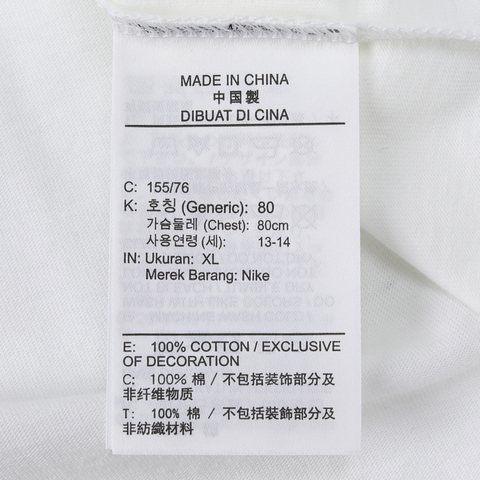 MADE IN CHINA
中国製
DIBUAT DI CINA
C: 155/76
K: 호칭 (Generic): 80
가슴둘레 (Chest): 80cm
사용연령 (세): 13-14
IN: Ukuran: XL
Merek Barang: Nike
E: 100% COTTON / EXCLUSIVE
OF DECORATION
C: 100% 棉 / 不包括装饰部分及
非纤维物质
T: 100% 棉 / 不包括裝飾部分及
非紡織材料